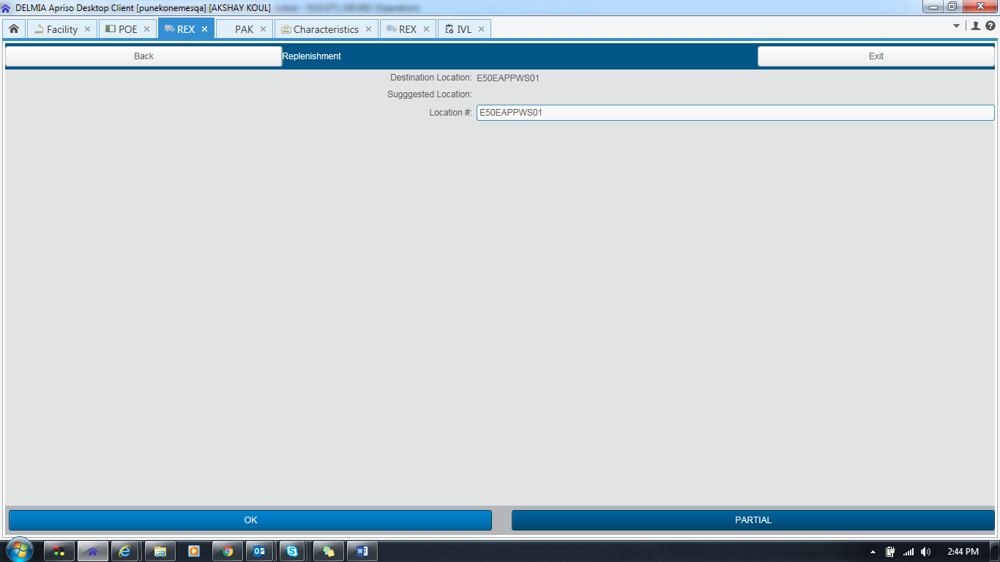 DELMIA Apriso Desktop Client [punekonemesqa] [AKSHAY KOUL]
Facility POE REX PAK Characteristics REX IVL
Back Replenishment Exit
Destination Location: E50EAPPWS01
Sugggested Location:
Location #: E50EAPPWS01
OK PARTIAL
2:44 PM